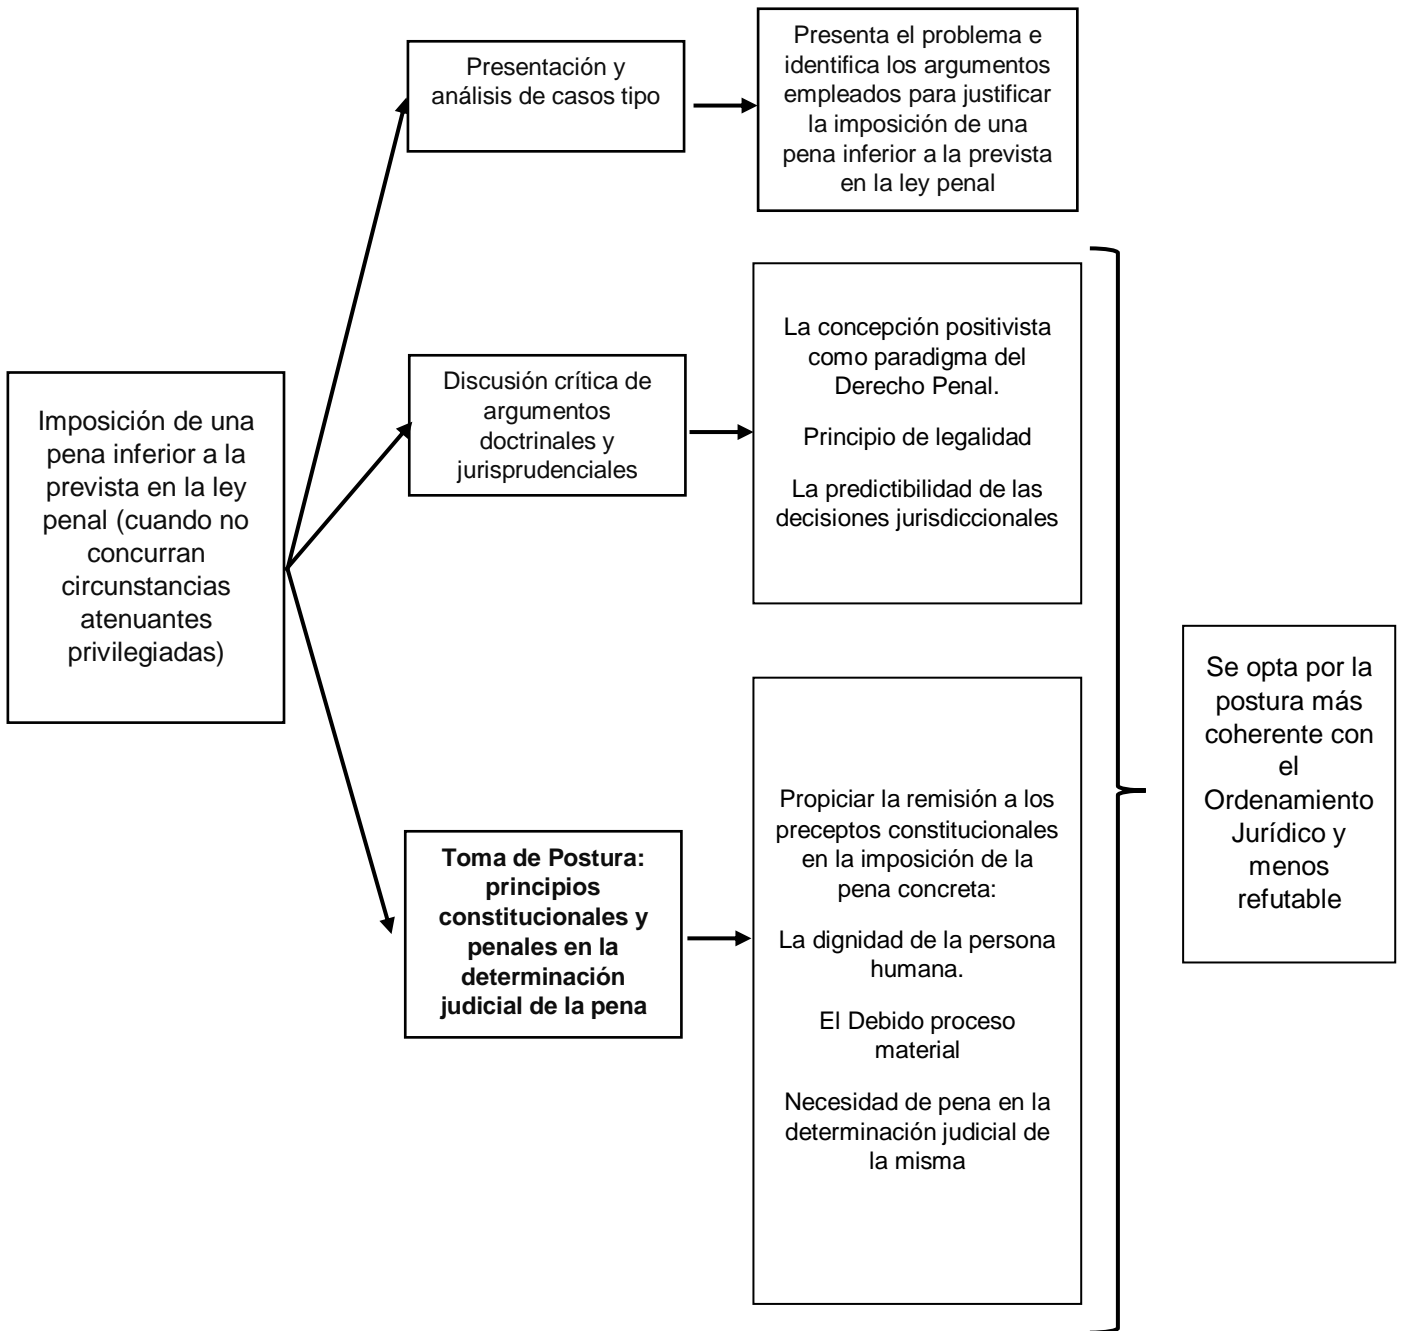 Imposición de una
pena inferior a la
prevista en la ley
penal (cuando no
concurran
circunstancias
atenuantes
privilegiadas)
Presentación y
análisis de casos tipo
Presenta el problema e
identifica los argumentos
empleados para justificar
la imposición de una
pena inferior a la prevista
en la ley penal
Discusión crítica de
argumentos
doctrinales y
jurisprudenciales
La concepción positivista
como paradigma del
Derecho Penal.
Principio de legalidad
La predictibilidad de las
decisiones jurisdiccionales
Toma de Postura:
principios
constitucionales y
penales en la
determinación
judicial de la pena
Propiciar la remisión a los
preceptos constitucionales
en la imposición de la
pena concreta:
La dignidad de la persona
humana.
El Debido proceso
material
Necesidad de pena en la
determinación judicial de
la misma
Se opta por la
postura más
coherente con
el
Ordenamiento
Jurídico y
menos
refutable